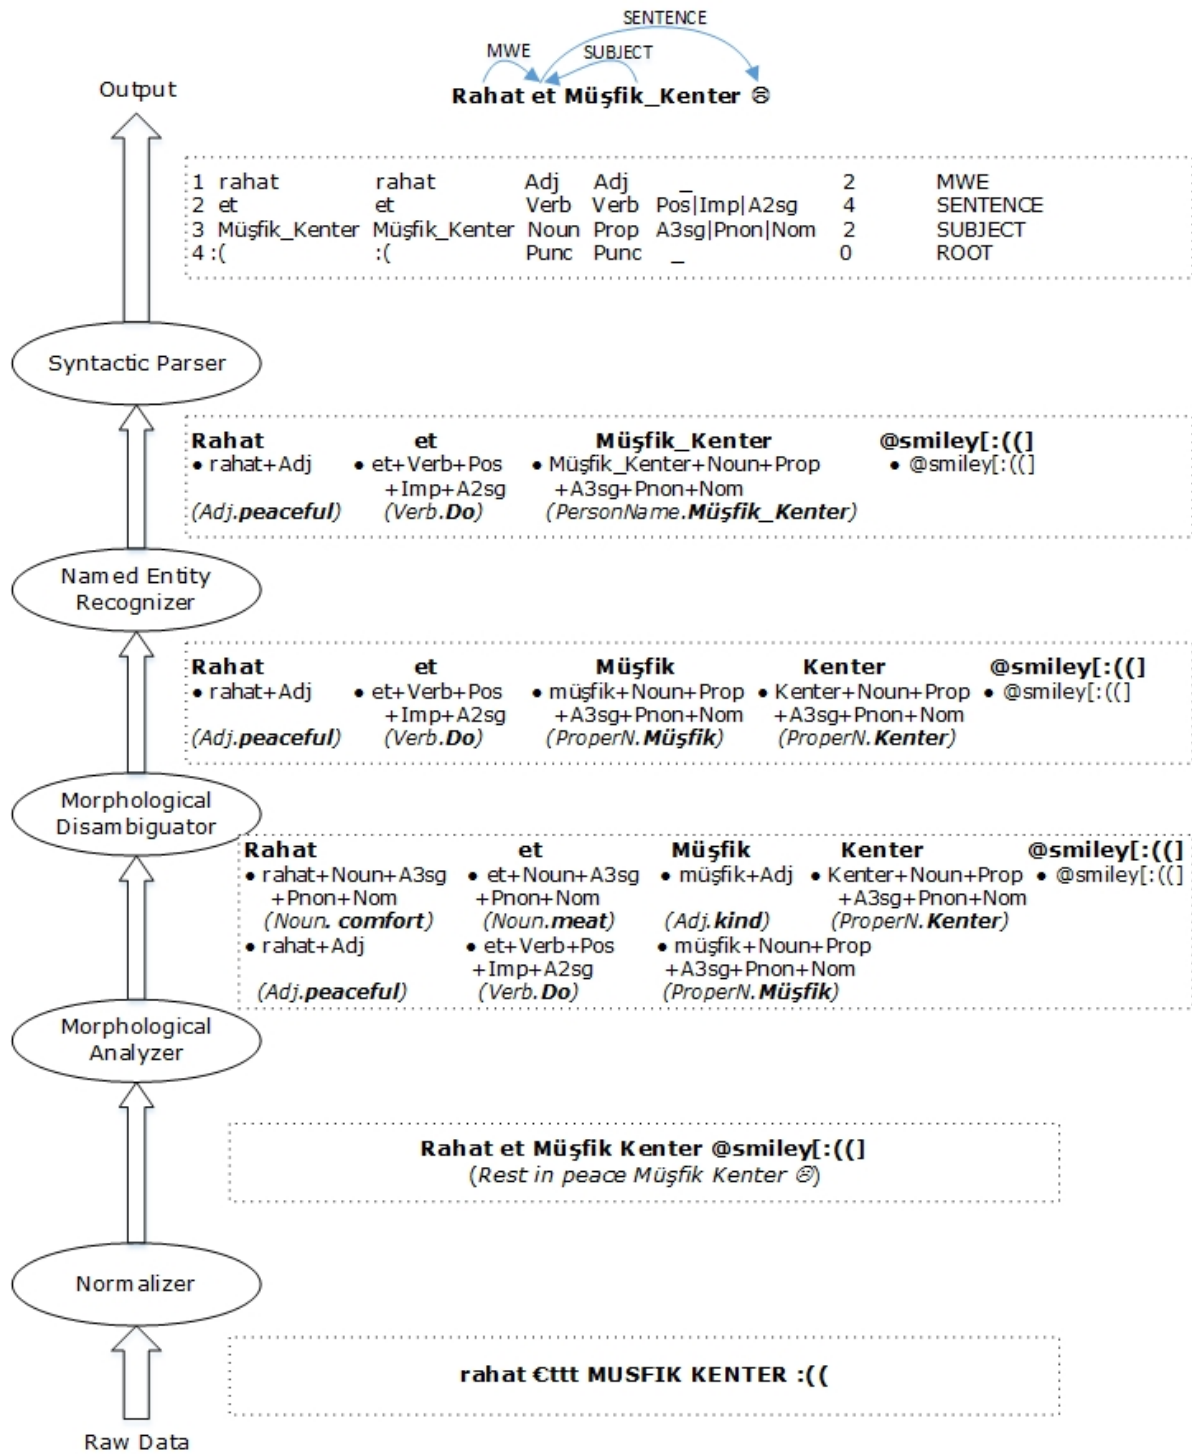 SENTENCE
MWE SUBJECT
Output
Rahat et Müşfik_Kenter ☹
1 rahat rahat Adj Adj _ 2 MWE
2 et et Verb Verb Pos|Imp|A2sg 4 SENTENCE
3 Müşfik_Kenter Müşfik_Kenter Noun Prop A3sg|Pnon|Nom 2 SUBJECT
4 :( :( Punc Punc _ 0 ROOT
Syntactic Parser
Rahat et Müşfik_Kenter @smiley[:((]
• rahat+Adj • et+Verb+Pos • Müşfik_Kenter+Noun+Prop • @smiley[:((]
+Imp+A2sg +A3sg+Pnon+Nom
(Adj.peaceful) (Verb.Do) (PersonName.Müşfik_Kenter)
Named Entity
Recognizer
Rahat et Müşfik Kenter @smiley[:((]
• rahat+Adj • et+Verb+Pos • müşfik+Noun+Prop • Kenter+Noun+Prop • @smiley[:((]
+Imp+A2sg +A3sg+Pnon+Nom +A3sg+Pnon+Nom
(Adj.peaceful) (Verb.Do) (ProperN.Müşfik) (ProperN.Kenter)
Morphological
Disambiguator
Rahat et Müşfik Kenter @smiley[:((]
• rahat+Noun+A3sg • et+Noun+A3sg • müşfik+Adj • Kenter+Noun+Prop • @smiley[:((]
+Pnon+Nom +Pnon+Nom +A3sg+Pnon+Nom
(Noun. comfort) (Noun.meat) (Adj.kind) (ProperN.Kenter)
• rahat+Adj • et+Verb+Pos • müşfik+Noun+Prop
+Imp+A2sg +A3sg+Pnon+Nom
(Adj.peaceful) (Verb.Do) (ProperN.Müşfik)
Morphological
Analyzer
Rahat et Müşfik Kenter @smiley[:((]
(Rest in peace Müşfik Kenter ☹)
Normalizer
rahat €ttt MUSFIK KENTER :((
Raw Data